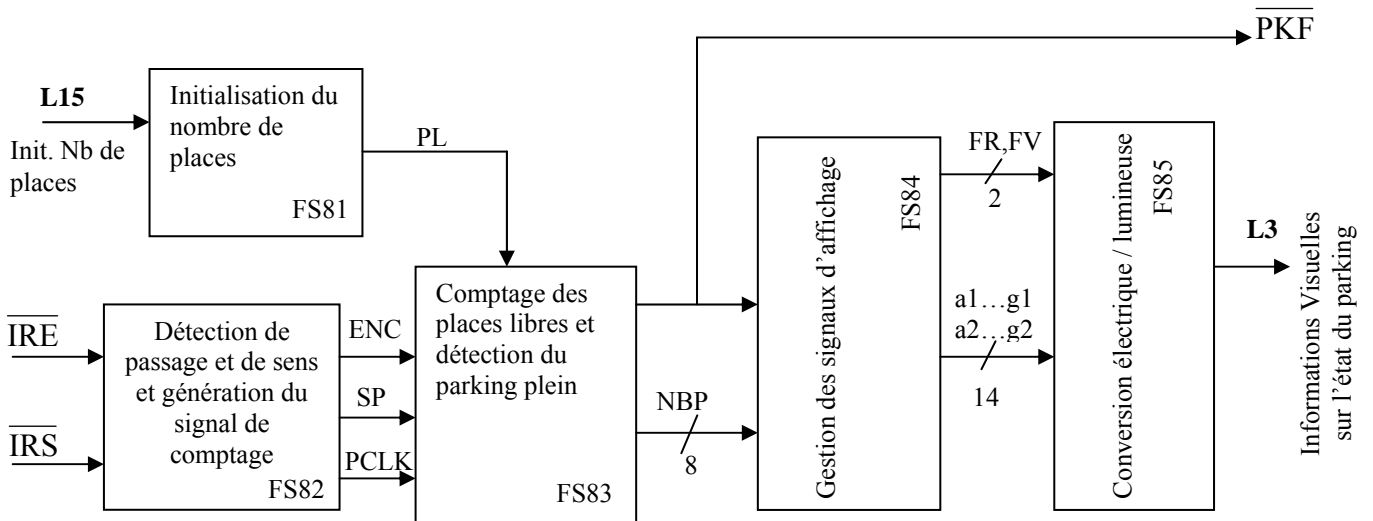 PKF
L15
Init. Nb de
places
Initialisation du
nombre de
places
FS81
PL
IRE
IRS
Détection de
passage et de sens
et génération du
signal de
comptage
FS82
ENC
SP
PCLK
Comptage des
places libres et
détection du
parking plein
FS83
NBP
8
Gestion des signaux d’affichage
FS84
FR,FV
2
a1…g1
a2…g2
14
Conversion électrique / lumineuse
FS85
L3
Informations Visuelles
sur l’état du parking